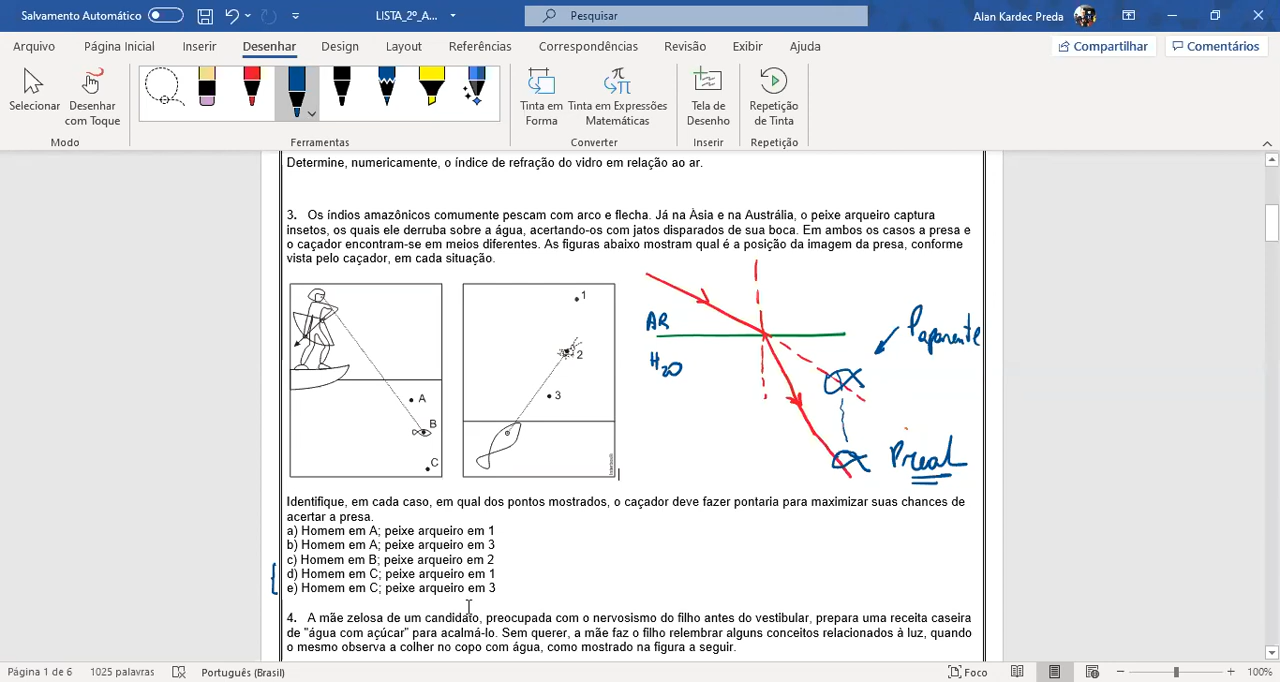 Salvamento Automático
LISTA_2º_A...
Pesquisar
Alan Kardec Preda
Arquivo
Página Inicial
Inserir
Desenhar
Design
Layout
Referências
Correspondências
Revisão
Exibir
Ajuda
Compartilhar
Comentários
Selecionar
Desenhar com Toque
Tinta em Forma
Tinta em Expressões Matemáticas
Tela de Desenho
Repetição de Tinta
Modo
Ferramentas
Converter
Inserir
Repetição
Determine, numericamente, o índice de refração do vidro em relação ao ar.
3. Os índios amazônicos comumente pescam com arco e flecha. Já na Ásia e na Austrália, o peixe arqueiro captura
insetos, os quais ele derruba sobre a água, acertando-os com jatos disparados de sua boca. Em ambos os casos a presa e
o caçador encontram-se em meios diferentes. As figuras abaixo mostram qual é a posição da imagem da presa, conforme
vista pelo caçador, em cada situação.
A
B
C
1
2
3
AR
H2O
Paparente
Preal
Identifique, em cada caso, em qual dos pontos mostrados, o caçador deve fazer pontaria para maximizar suas chances de
acertar a presa.
a) Homem em A; peixe arqueiro em 1
b) Homem em A; peixe arqueiro em 3
c) Homem em B; peixe arqueiro em 2
d) Homem em C; peixe arqueiro em 1
e) Homem em C; peixe arqueiro em 3
4. A mãe zelosa de um candidato, preocupada com o nervosismo do filho antes do vestibular, prepara uma receita caseira
de "água com açúcar" para acalmá-lo. Sem querer, a mãe faz o filho relembrar alguns conceitos relacionados à luz, quando
o mesmo observa a colher no copo com água, como mostrado na figura a seguir.
Página 1 de 6
1025 palavras
Português (Brasil)
Foco
100%